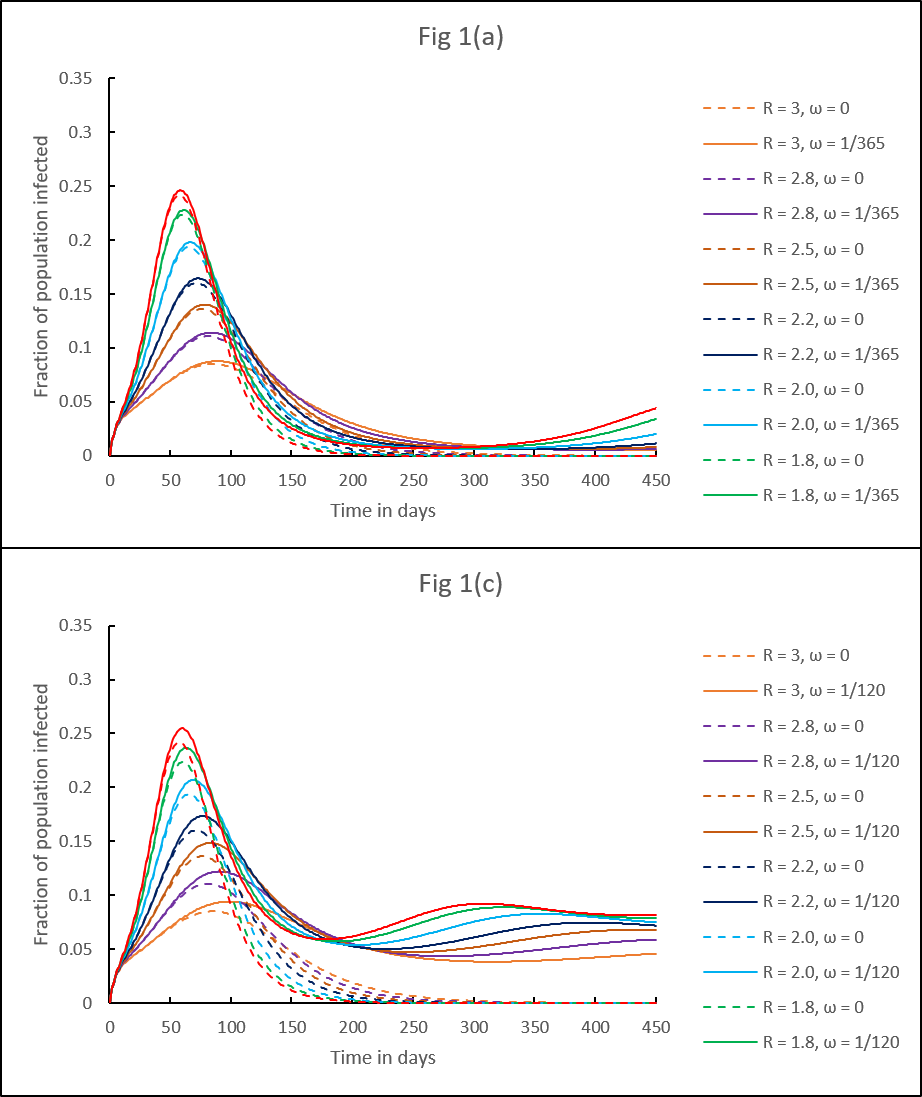 Fig 1(a)
0.35
0.3
0.25
0.2
0.15
0.1
0.05
0
Fraction of population infected
0 50 100 150 200 250 300 350 400 450
Time in days
R = 3, ω = 0
R = 3, ω = 1/365
R = 2.8, ω = 0
R = 2.8, ω = 1/365
R = 2.5, ω = 0
R = 2.5, ω = 1/365
R = 2.2, ω = 0
R = 2.2, ω = 1/365
R = 2.0, ω = 0
R = 2.0, ω = 1/365
R = 1.8, ω = 0
R = 1.8, ω = 1/365
Fig 1(c)
0.35
0.3
0.25
0.2
0.15
0.1
0.05
0
Fraction of population infected
0 50 100 150 200 250 300 350 400 450
Time in days
R = 3, ω = 0
R = 3, ω = 1/120
R = 2.8, ω = 0
R = 2.8, ω = 1/120
R = 2.5, ω = 0
R = 2.5, ω = 1/120
R = 2.2, ω = 0
R = 2.2, ω = 1/120
R = 2.0, ω = 0
R = 2.0, ω = 1/120
R = 1.8, ω = 0
R = 1.8, ω = 1/120